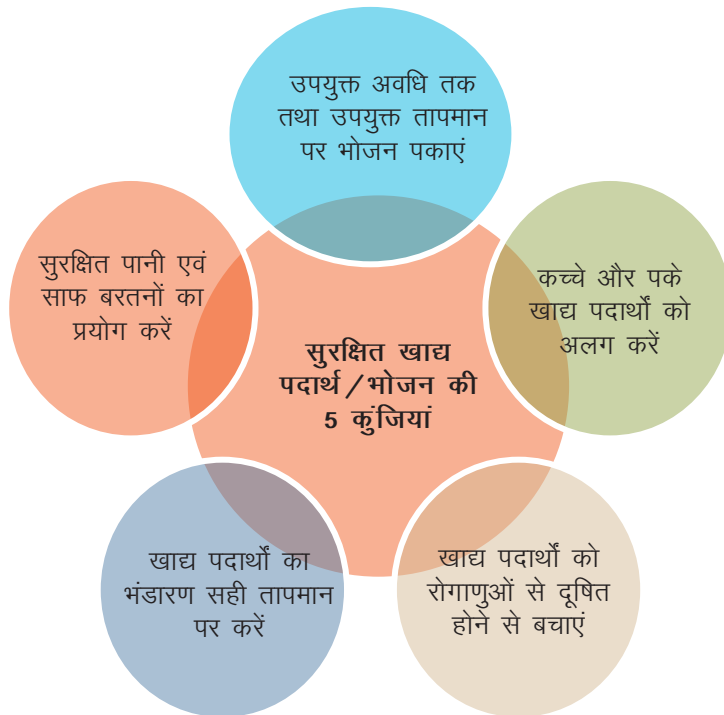 उपयुक्त अवधि तक
तथा उपयुक्त तापमान
पर भोजन पकाएं
सुरक्षित पानी एवं
साफ बरतनों का
प्रयोग करें
कच्चे और पके
खाद्य पदार्थों को
अलग करें
सुरक्षित खाद्य
पदार्थ/भोजन की
5 कुंजियां
खाद्य पदार्थों का
भंडारण सही तापमान
पर करें
खाद्य पदार्थों को
रोगाणुओं से दूषित
होने से बचाएं